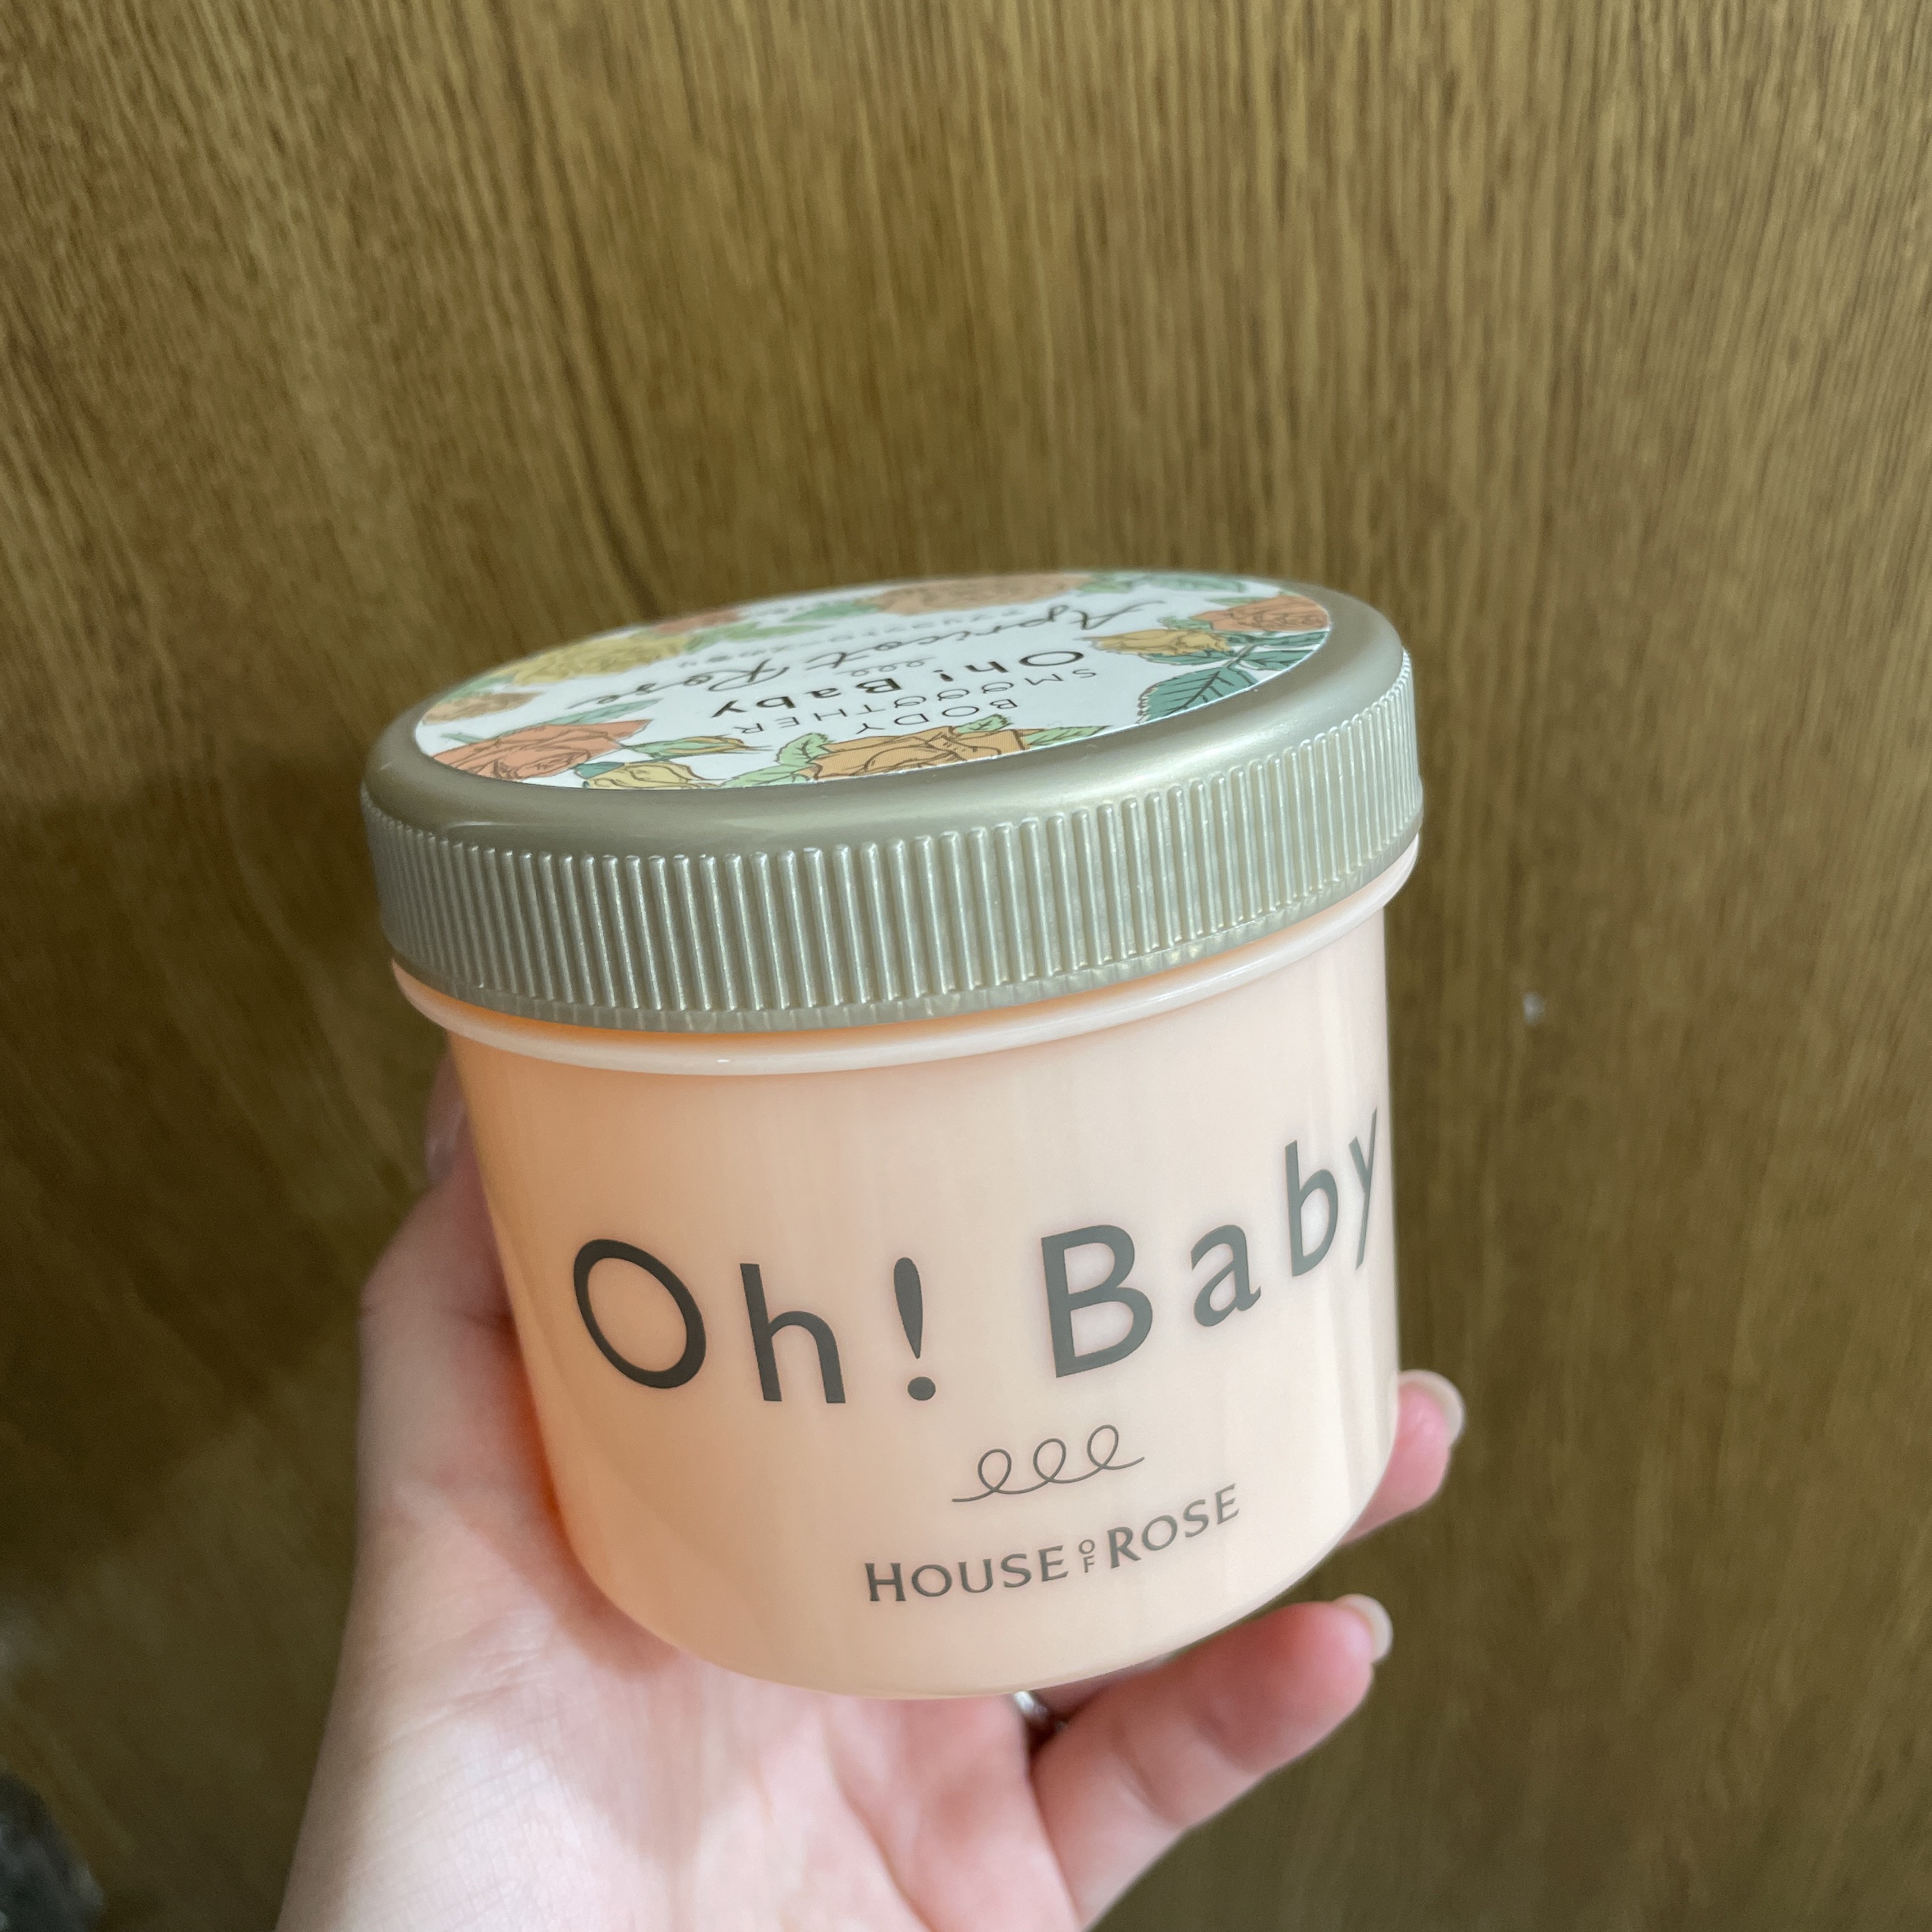 BODY
SMOOTHER
Oh! Baby
Apricot Rose
Oh! Baby
HOUSE OF ROSE